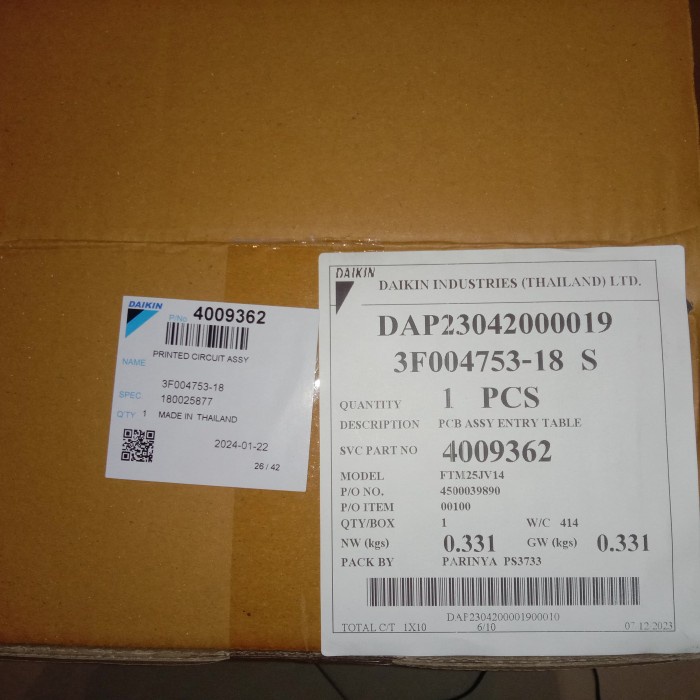 DAIKIN
P/No 4009362
NAME PRINTED CIRCUIT ASSY
3F004753-18
SPEC. 180025877
Q'TY 1 MADE IN THAILAND
2024-01-22
26 / 42
DAIKIN
DAIKIN INDUSTRIES (THAILAND) LTD.
DAP23042000019
3F004753-18 S
QUANTITY 1 PCS
DESCRIPTION PCB ASSY ENTRY TABLE
SVC PART NO 4009362
MODEL FTM25JV14
P/O NO. 4500039890
P/O ITEM 00100
QTY/BOX 1 W/C 414
NW (kgs) 0.331 GW (kgs) 0.331
PACK BY PARINYA PS3733
DAP2304200001900010
TOTAL C/T 1X10 6/10 07/12/2023